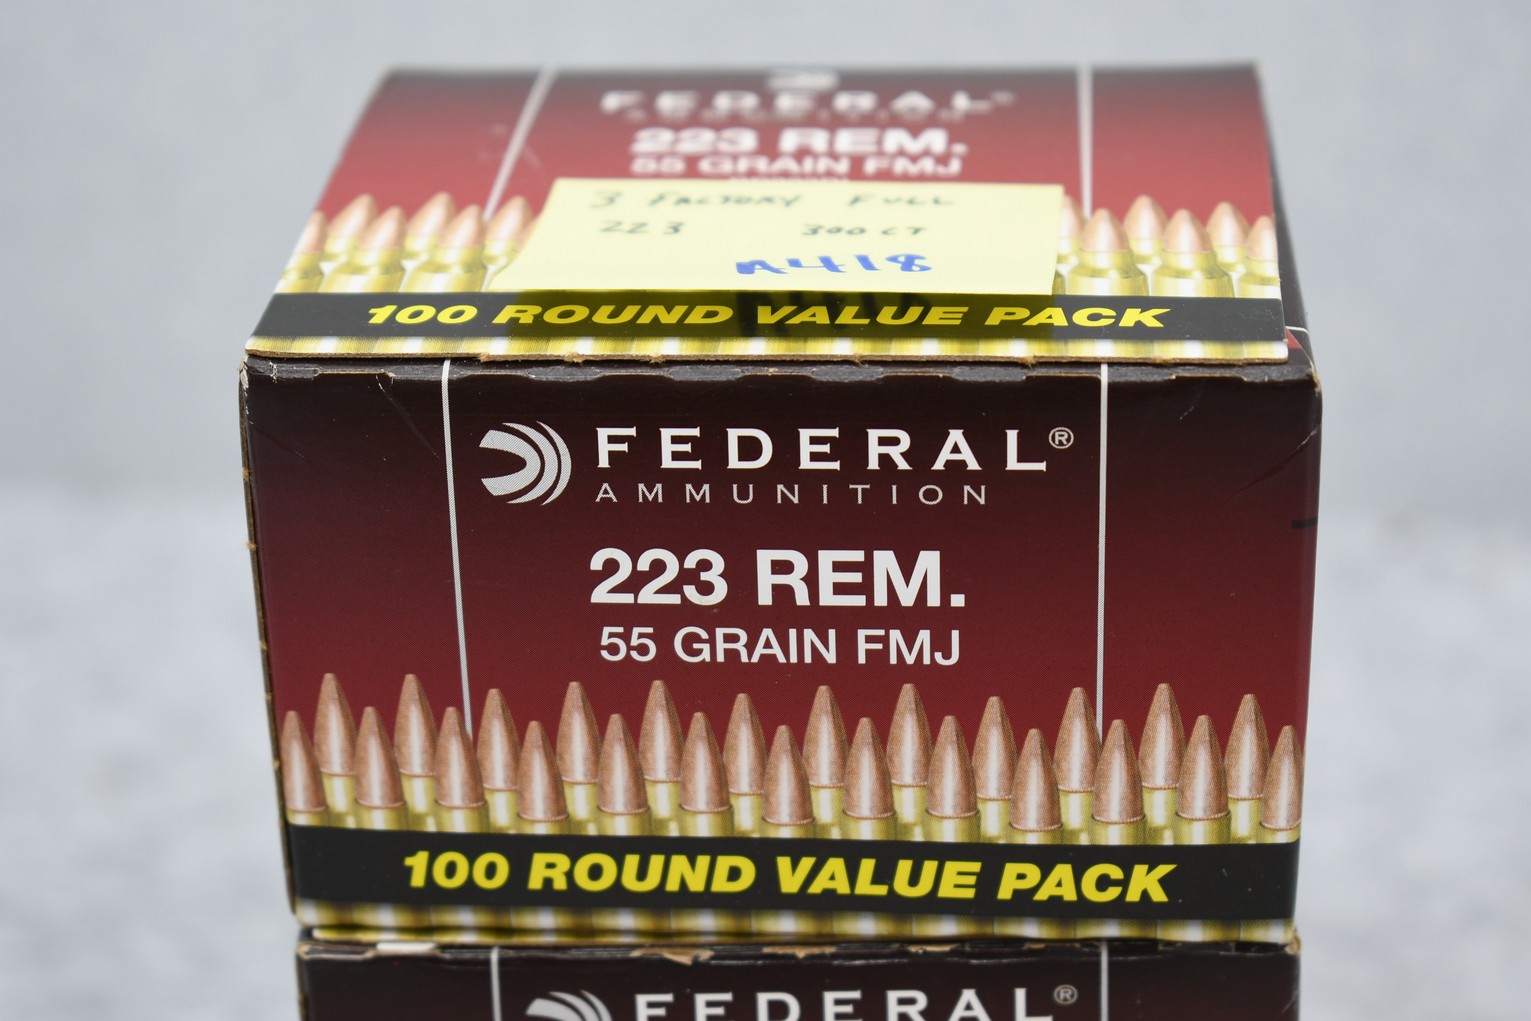 FEDERAL®
AMMUNITION
223 REM.
55 GRAIN FMJ
3 FACTORY FULL
223 300 CT
A418
100 ROUND VALUE PACK
FEDERAL®
AMMUNITION
223 REM.
55 GRAIN FMJ
100 ROUND VALUE PACK
FEDERAL®